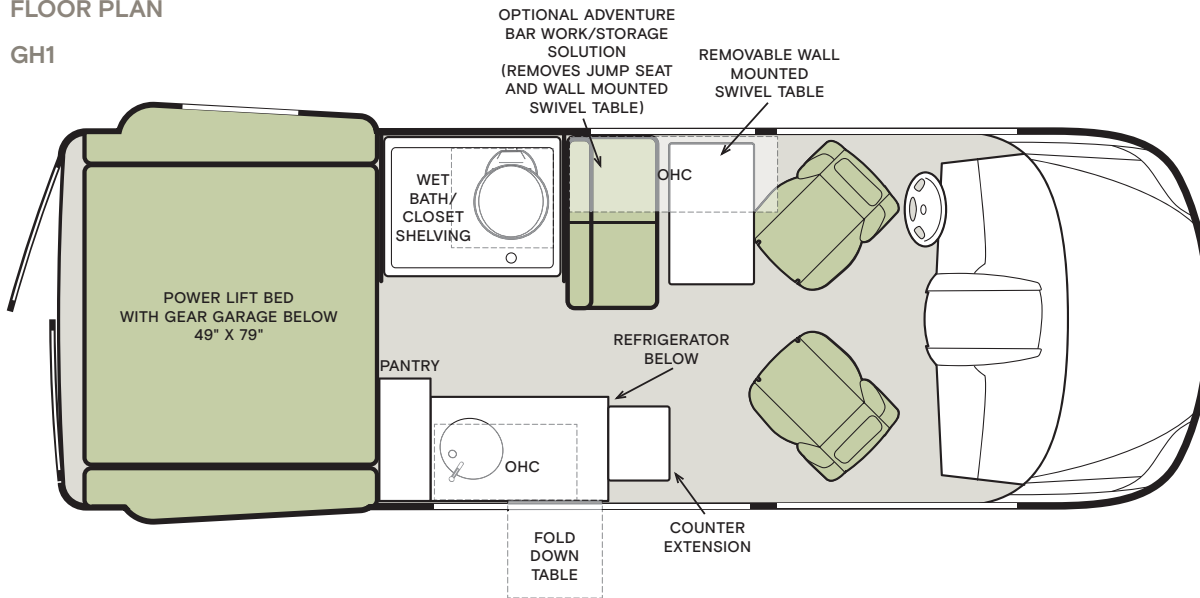 FLOOR PLAN
GH1
OPTIONAL ADVENTURE
BAR WORK/STORAGE
SOLUTION
(REMOVES JUMP SEAT
AND WALL MOUNTED
SWIVEL TABLE)
REMOVABLE WALL
MOUNTED
SWIVEL TABLE
WET
BATH/
CLOSET
SHELVING
OHC
POWER LIFT BED
WITH GEAR GARAGE BELOW
49" X 79"
REFRIGERATOR
BELOW
PANTRY
OHC
COUNTER
EXTENSION
FOLD
DOWN
TABLE